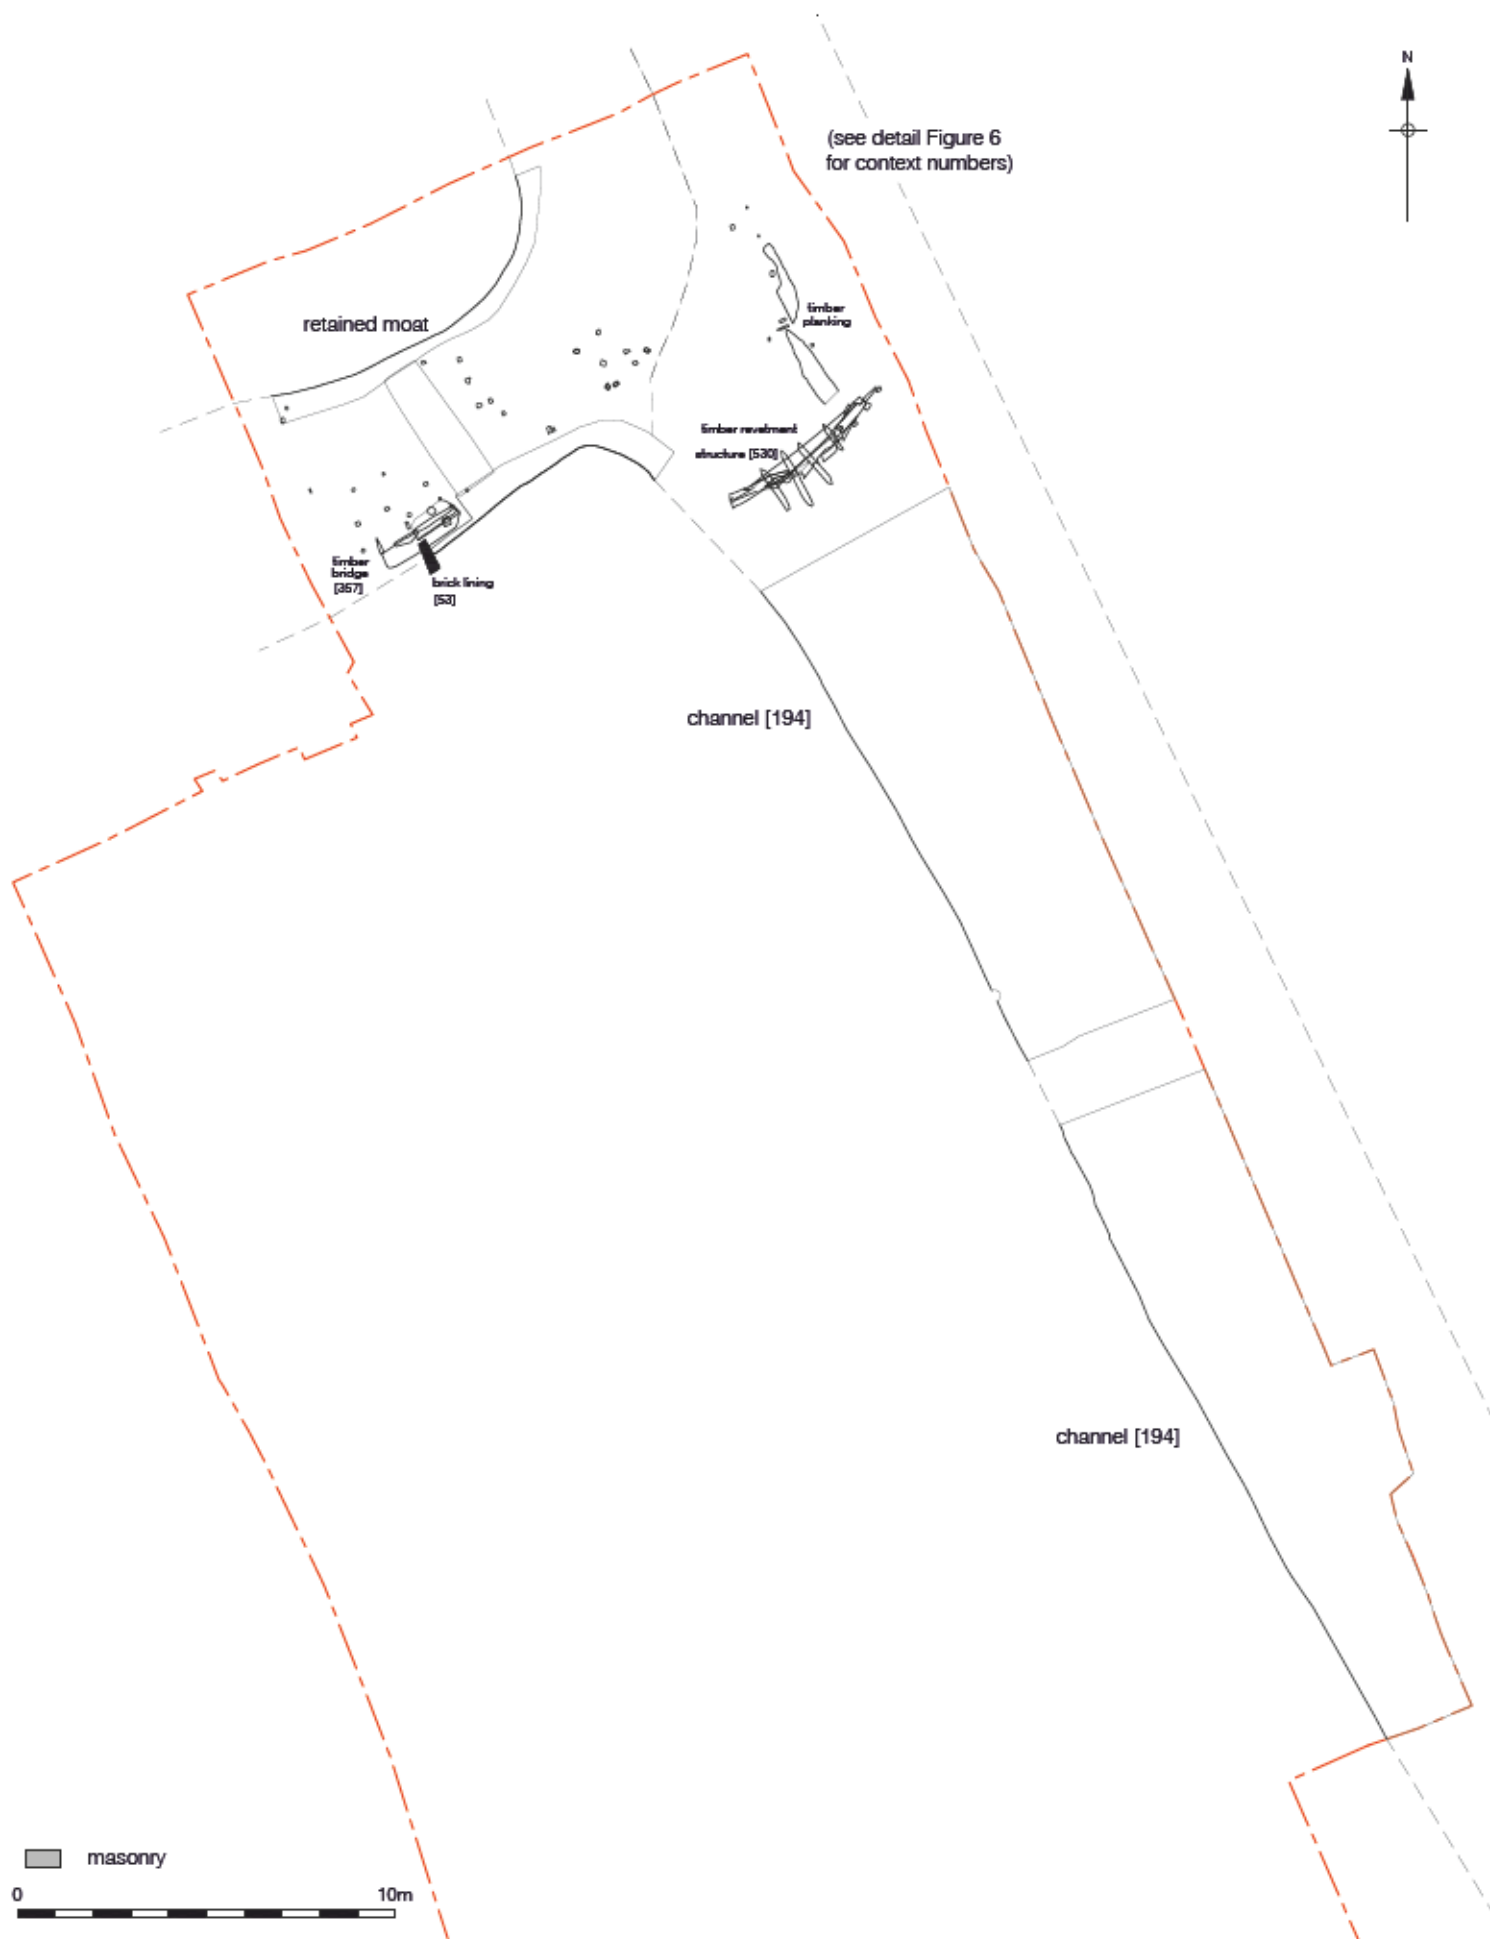 N
(see detail Figure 6
for context numbers)
retained moat
timber
planking
timber revetment
structure [530]
timber
bridge
[357]
brick lining
[53]
channel [194]
channel [194]
masonry
0 10m